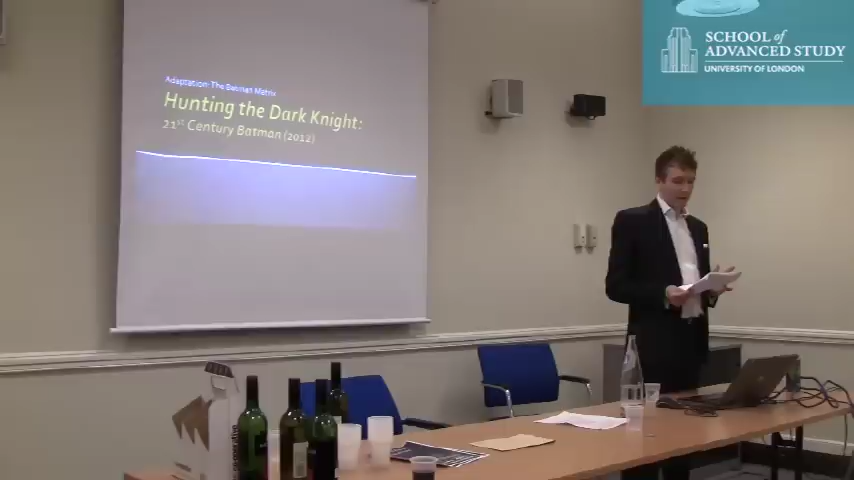 Adaptation: The Batman Matrix
Hunting the Dark Knight:
21st Century Batman (2012)
SCHOOL of
ADVANCED STUDY
UNIVERSITY OF LONDON